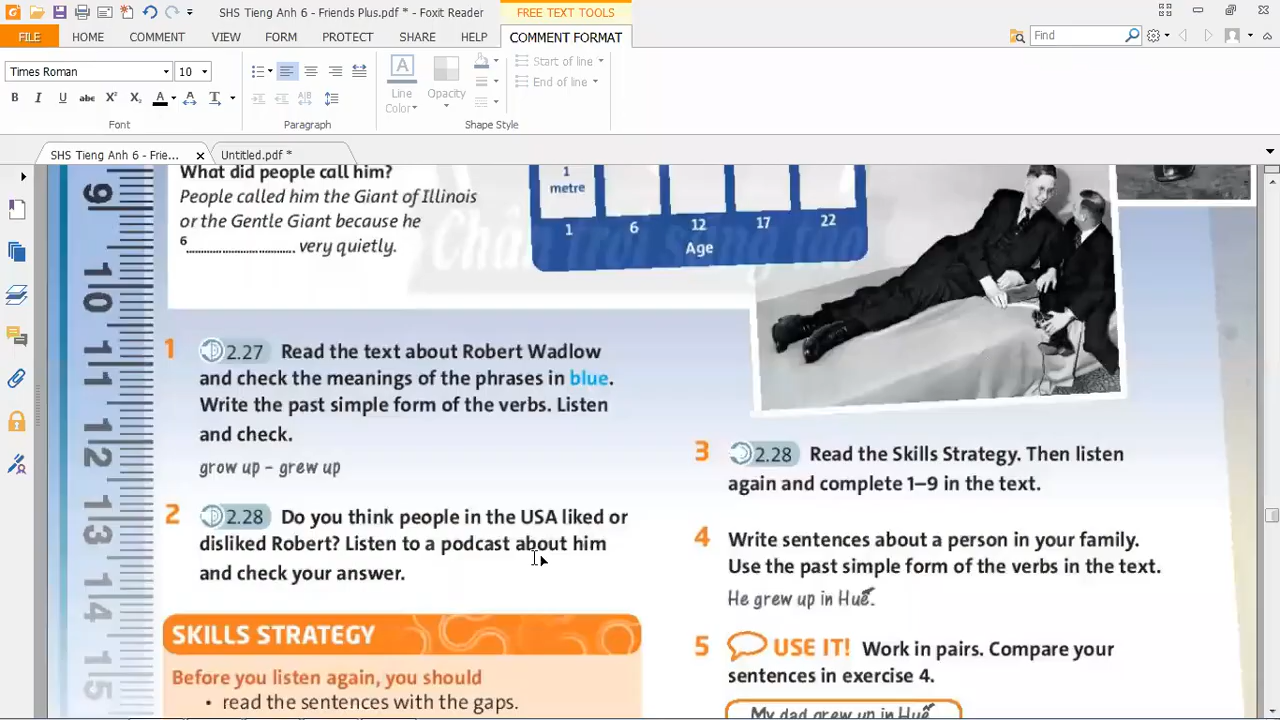 SHS Tieng Anh 6 - Friends Plus.pdf * - Foxit Reader
FREE TEXT TOOLS
FILE HOME COMMENT VIEW FORM PROTECT SHARE HELP COMMENT FORMAT
Find
Times Roman 10
Line Color
Opacity
Start of line
End of line
Font Paragraph Shape Style
SHS Tieng Anh 6 - Frie... Untitled.pdf *
What did people call him?
People called him the Giant of Illinois
or the Gentle Giant because he
6........................... very quietly.
1
metre
1 6 12 17 22
Age
9
10
11
12
13
14
15
1 2.27 Read the text about Robert Wadlow
and check the meanings of the phrases in blue.
Write the past simple form of the verbs. Listen
and check.
grow up – grew up
2 2.28 Do you think people in the USA liked or
disliked Robert? Listen to a podcast about him
and check your answer.
SKILLS STRATEGY
Before you listen again, you should
• read the sentences with the gaps.
3 2.28 Read the Skills Strategy. Then listen
again and complete 1–9 in the text.
4 Write sentences about a person in your family.
Use the past simple form of the verbs in the text.
He grew up in Huế.
5 USE IT! Work in pairs. Compare your
sentences in exercise 4.
My dad grew up in Huế